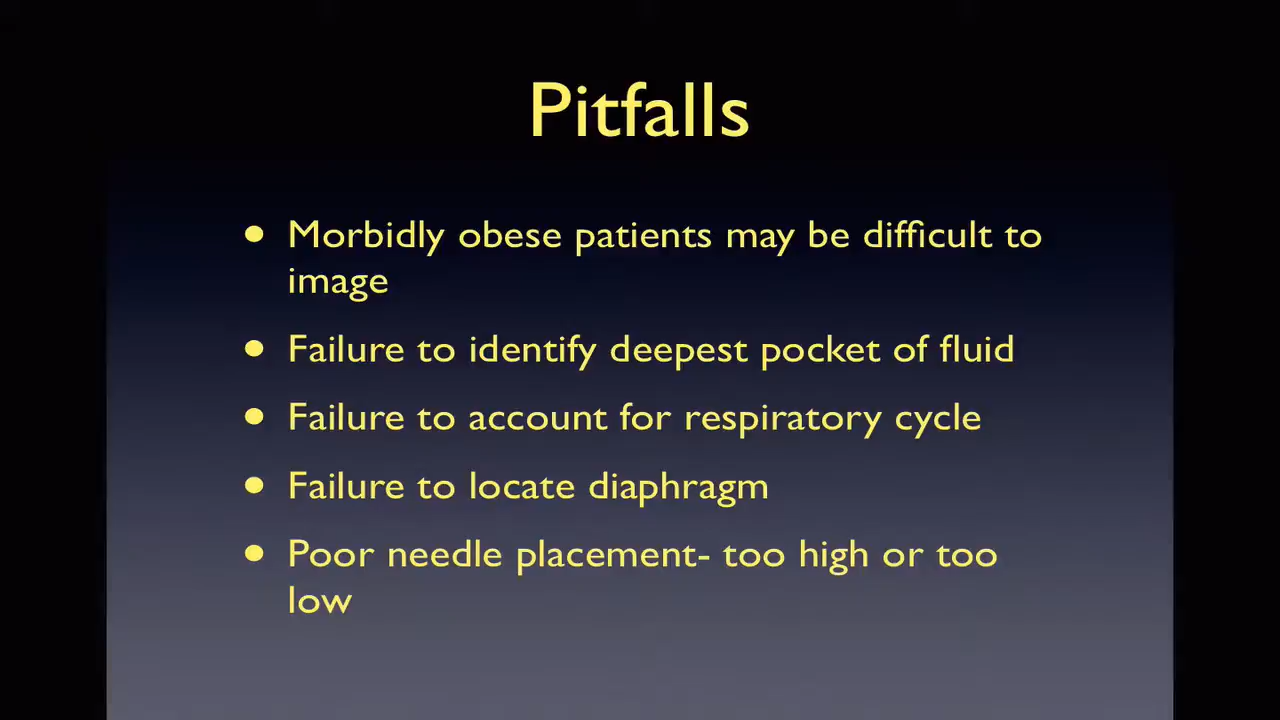 Pitfalls
• Morbidly obese patients may be difficult to
image
• Failure to identify deepest pocket of fluid
• Failure to account for respiratory cycle
• Failure to locate diaphragm
• Poor needle placement- too high or too
low